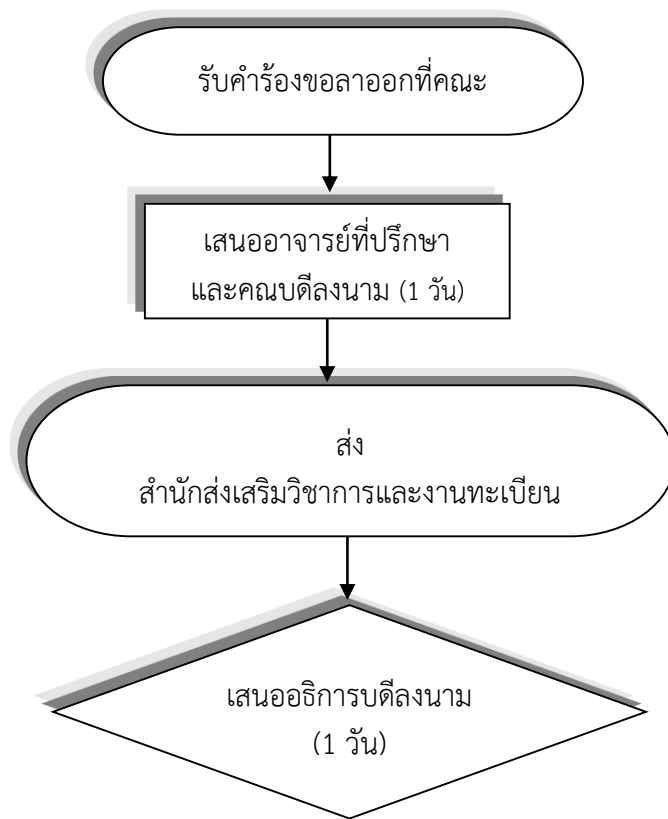 รับคำร้องขอลาออกที่คณะ
เสนออาจารย์ที่ปรึกษา
และคณบดีลงนาม (1 วัน)
ส่ง
สำนักส่งเสริมวิชาการและงานทะเบียน
เสนออธิการบดีลงนาม
(1 วัน)